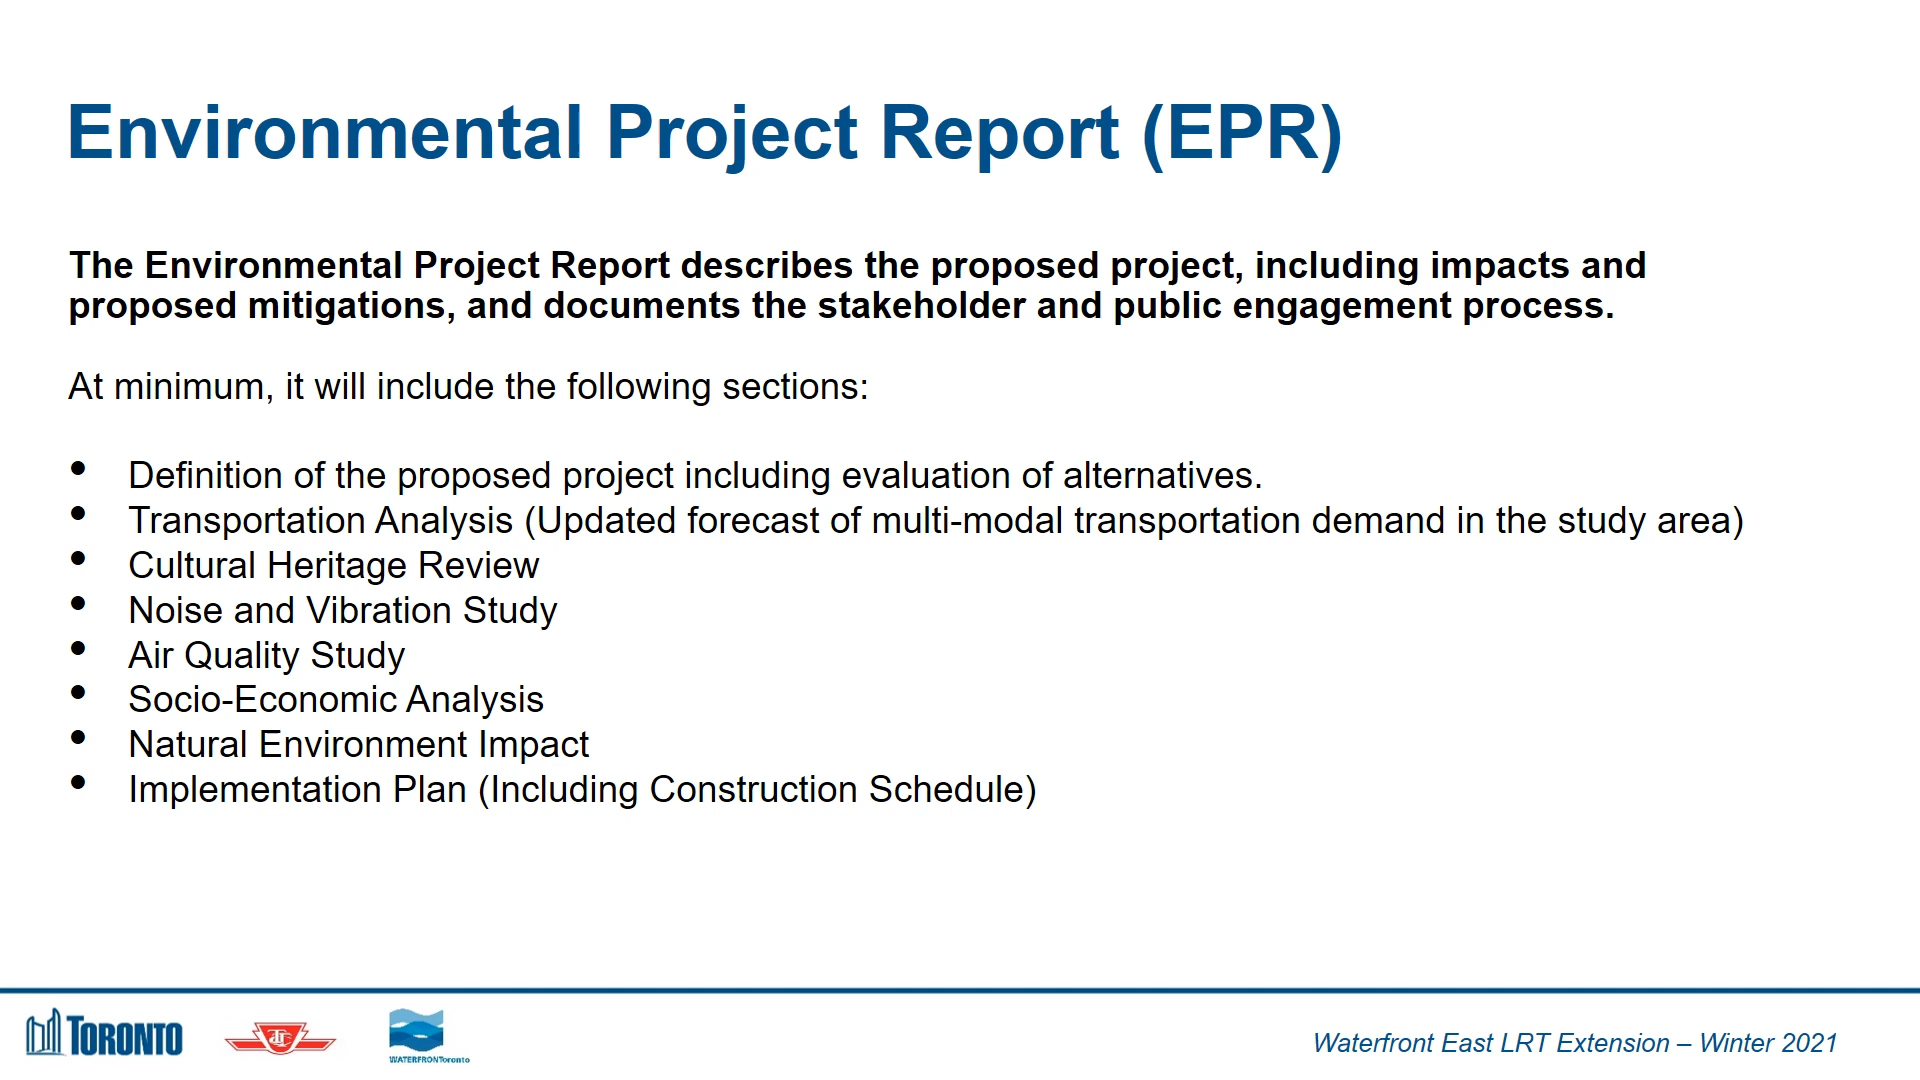 Environmental Project Report (EPR)
The Environmental Project Report describes the proposed project, including impacts and
proposed mitigations, and documents the stakeholder and public engagement process.
At minimum, it will include the following sections:
• Definition of the proposed project including evaluation of alternatives.
• Transportation Analysis (Updated forecast of multi-modal transportation demand in the study area)
• Cultural Heritage Review
• Noise and Vibration Study
• Air Quality Study
• Socio-Economic Analysis
• Natural Environment Impact
• Implementation Plan (Including Construction Schedule)
TORONTO
TTC
WATERFRONToronto
Waterfront East LRT Extension – Winter 2021